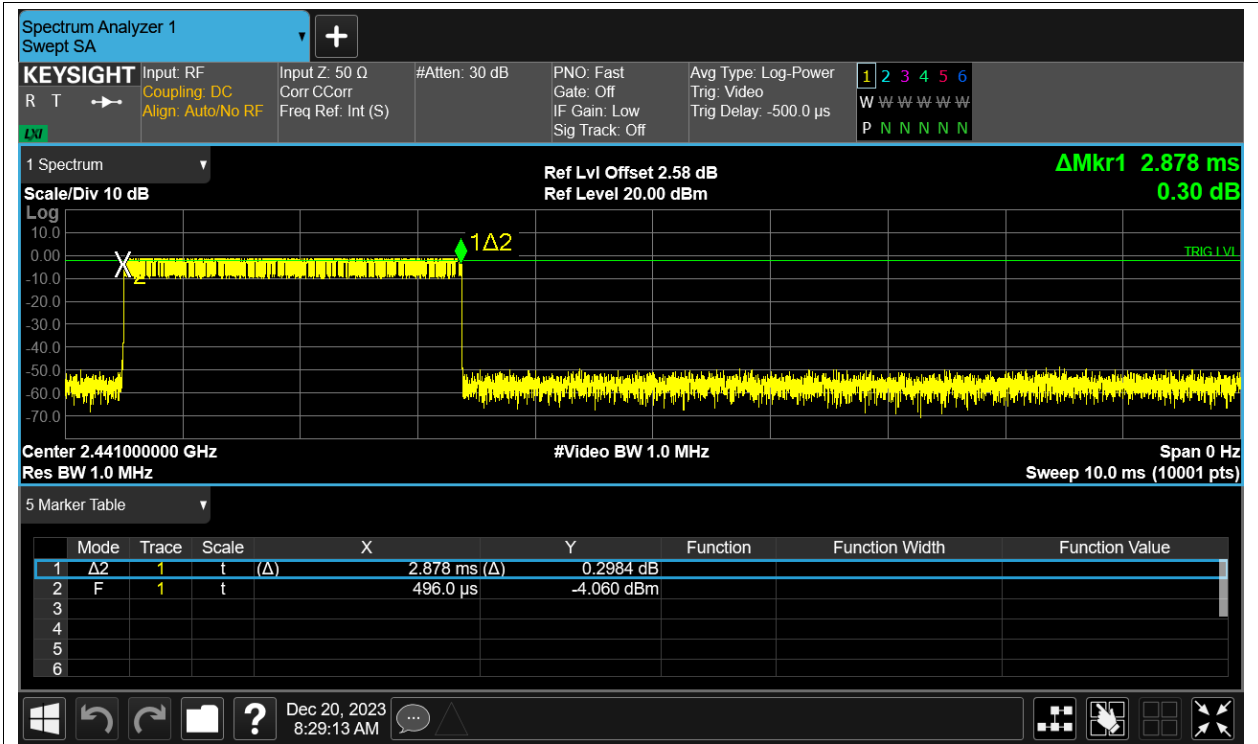 Spectrum Analyzer 1
Swept SA
KEYSIGHT
R T
LXI
Input: RF
Coupling: DC
Align: Auto/No RF
Input Z: 50 Ω
Corr CCorr
Freq Ref: Int (S)
#Atten: 30 dB
PNO: Fast
Gate: Off
IF Gain: Low
Sig Track: Off
Avg Type: Log-Power
Trig: Video
Trig Delay: -500.0 µs
1 2 3 4 5 6
W W W W W W
P N N N N N
1 Spectrum
Scale/Div 10 dB
Ref Lvl Offset 2.58 dB
Ref Level 20.00 dBm
ΔMkr1 2.878 ms
0.30 dB
Log
10.0
0.00
-10.0
-20.0
-30.0
-40.0
-50.0
-60.0
-70.0
X
2
1Δ2
TRIG LVL
Center 2.441000000 GHz
Res BW 1.0 MHz
#Video BW 1.0 MHz
Span 0 Hz
Sweep 10.0 ms (10001 pts)
5 Marker Table
Mode Trace Scale X Y Function Function Width Function Value
1 Δ2 1 t (Δ) 2.878 ms (Δ) 0.2984 dB
2 F 1 t 496.0 µs -4.060 dBm
3
4
5
6
?
Dec 20, 2023
8:29:13 AM